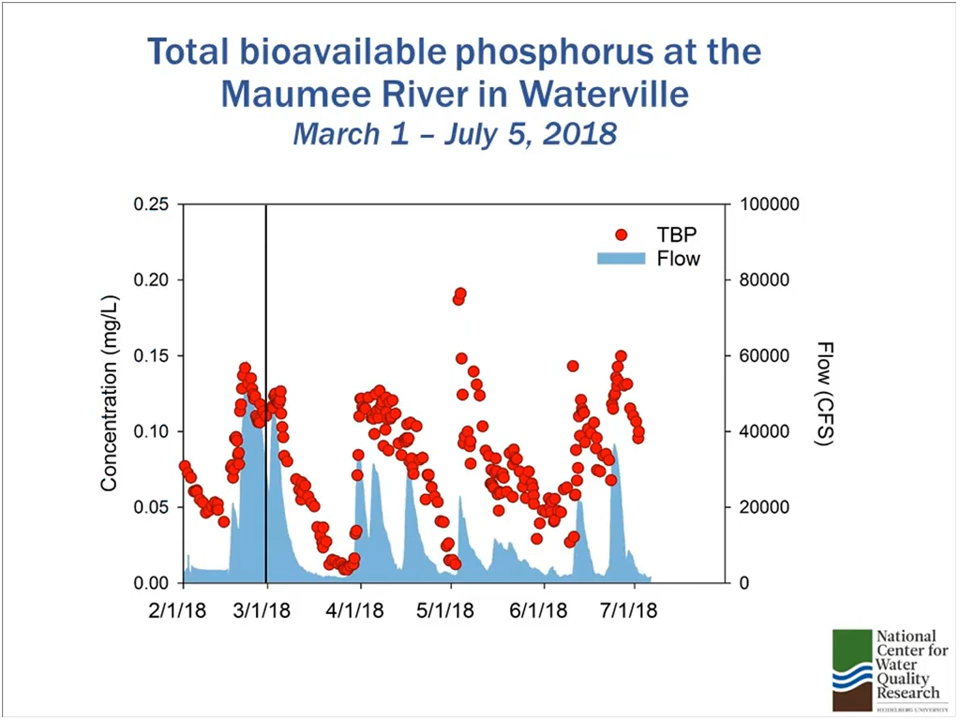 Total bioavailable phosphorus at the
Maumee River in Waterville
March 1 – July 5, 2018
0.25
0.20
0.15
0.10
0.05
0.00
Concentration (mg/L)
100000
80000
60000
40000
20000
0
Flow (CFS)
TBP
Flow
2/1/18 3/1/18 4/1/18 5/1/18 6/1/18 7/1/18
National
Center for
Water
Quality
Research
HEIDELBERG UNIVERSITY